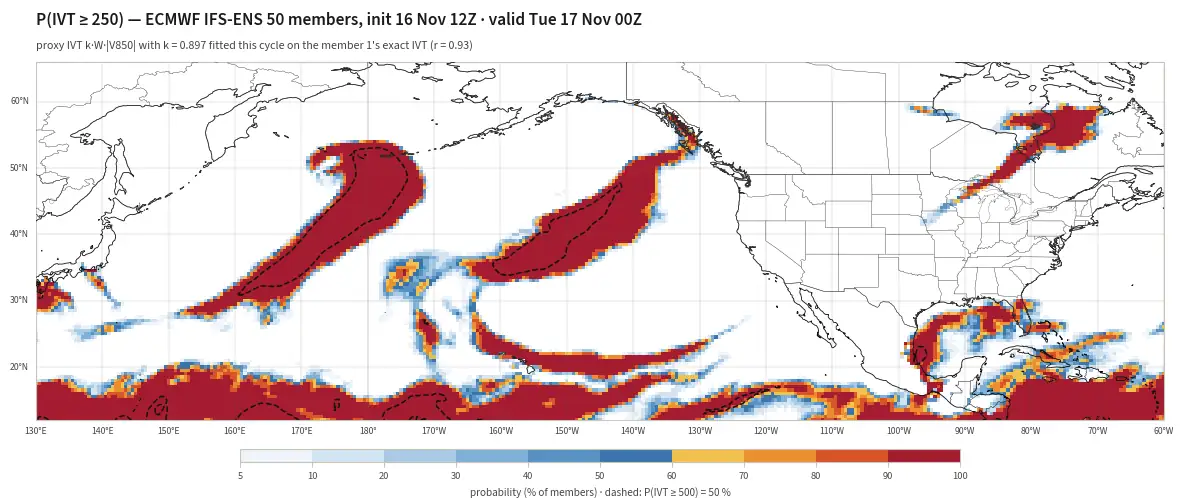 P(IVT ≥ 250) — ECMWF IFS-ENS 50 members, init 16 Nov 12Z · valid Tue 17 Nov 00Z
proxy IVT k·W·|V850| with k = 0.897 fitted this cycle on the member 1's exact IVT (r = 0.93)
60°N
50°N
40°N
30°N
20°N
130°E 140°E 150°E 160°E 170°E 180° 170°W 160°W 150°W 140°W 130°W 120°W 110°W 100°W 90°W 80°W 70°W 60°W
5 10 20 30 40 50 60 70 80 90 100
probability (% of members) · dashed: P(IVT ≥ 500) = 50 %